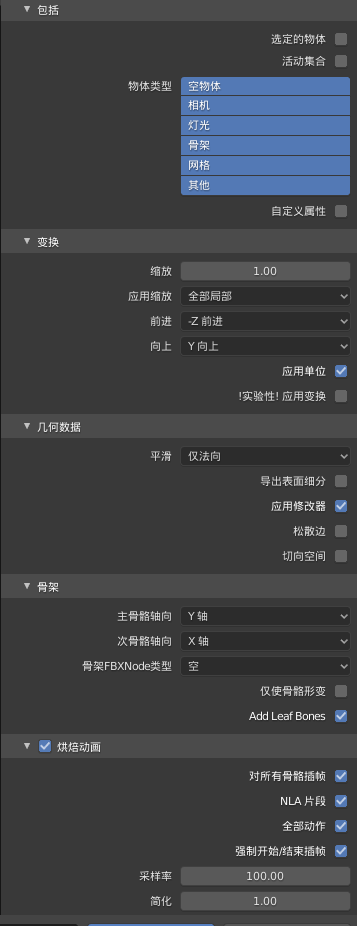 包括
选定的物体
活动集合
物体类型 空物体
相机
灯光
骨架
网格
其他
自定义属性
变换
缩放 1.00
应用缩放 全部局部
前进 -Z 前进
向上 Y 向上
应用单位
!实验性! 应用变换
几何数据
平滑 仅法向
导出表面细分
应用修改器
松散边
切向空间
骨架
主骨骼轴向 Y 轴
次骨骼轴向 X 轴
骨架FBXNode类型 空
仅使骨骼形变
Add Leaf Bones
烘焙动画
对所有骨骼插帧
NLA 片段
全部动作
强制开始/结束插帧
采样率 100.00
简化 1.00